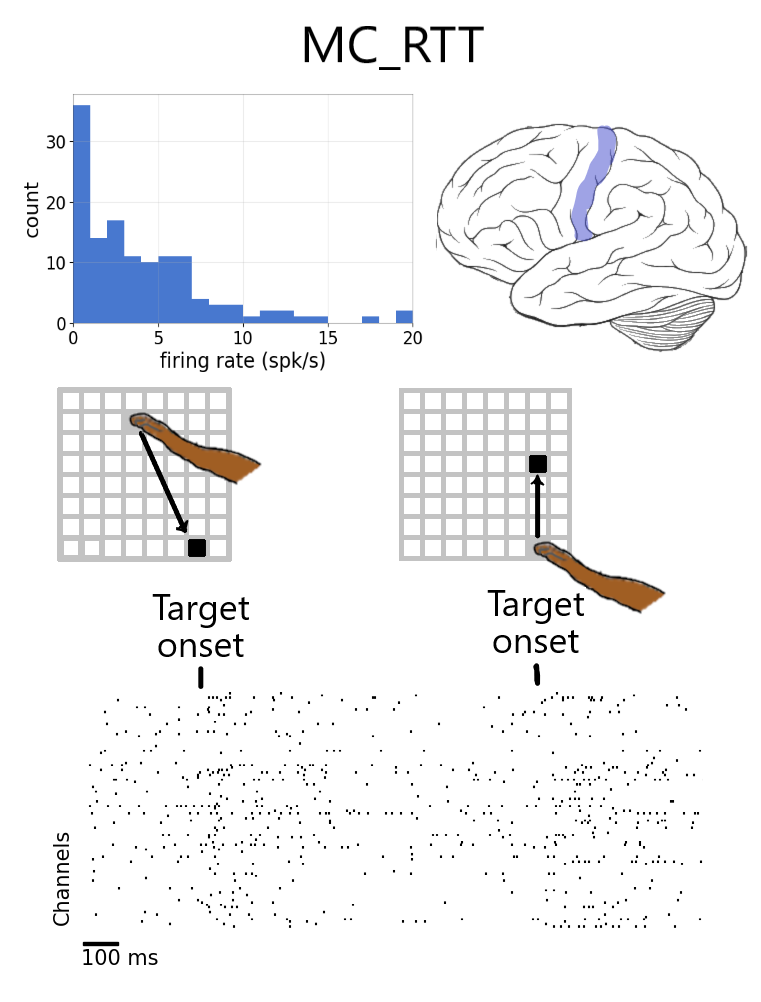 MC_RTT
count
30
20
10
0
0 5 10 15 20
firing rate (spk/s)
Target
onset
Target
onset
Channels
100 ms